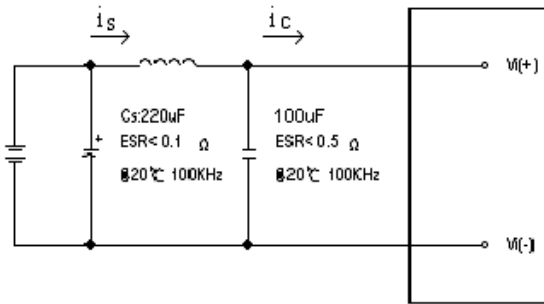 is
ic
Vi(+)
Cs:220uF
ESR<0.1 Ω
@20℃ 100KHz
100uF
ESR<0.5 Ω
@20℃ 100KHz
+
Vi(-)